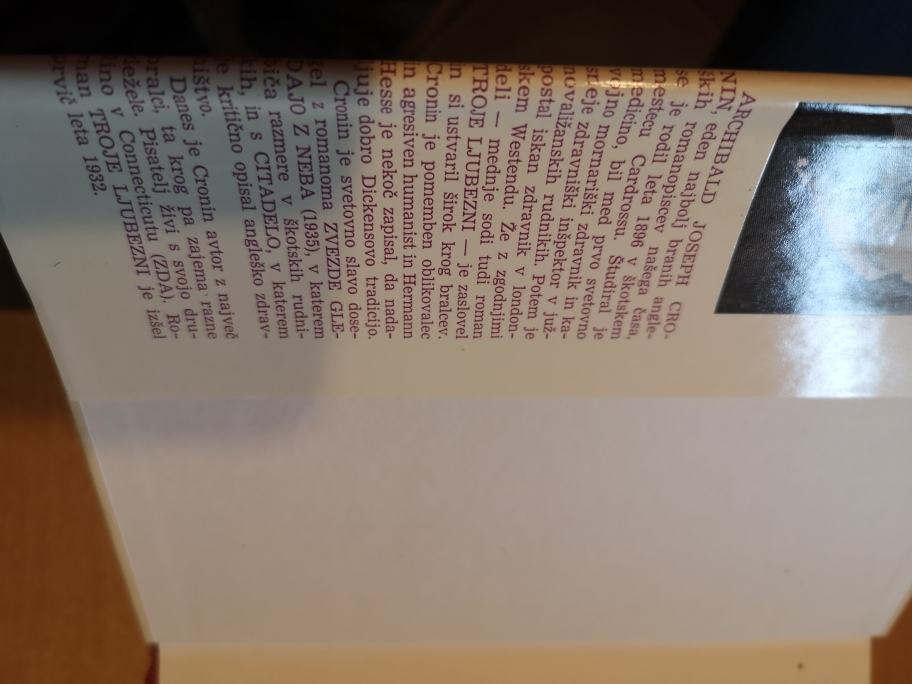 ARCHIBALD JOSEPH CRO-
NIN, eden najbolj branih angle-
ških romanopiscev našega časa,
se je rodil leta 1896 v škotskem
mestecu Cardrossu. Študiral je
medicino, bil med prvo svetovno
vojno mornariški zdravnik in ka-
sneje zdravniški inšpektor v juž-
novaližanskih rudnikih. Potem je
postal iskan zdravnik v london-
skem Westendu. Že z zgodnjimi
deli — mednje sodi tudi roman
TROJE LJUBEZNI — je zaslovel
in si ustvaril širok krog bralcev.
Cronin je pomemben oblikovalec
in agresiven humanist in Hermann
Hesse je nekoč zapisal, da nada-
ljuje dobro Dickensovo tradicijo.
Cronin je svetovno slavo dose-
gel z romanoma ZVEZDE GLE-
DAJO Z NEBA (1935), v katerem
biča razmere v škotskih rudni-
kih, in s CITADELO, v katerem
je kritično opisal angleško zdrav-
ništvo.
Danes je Cronin avtor z največ
bralci, ta krog pa zajema razne
dežele. Pisatelj živi s svojo dru-
žino v Connecticutu (ZDA). Ro-
man TROJE LJUBEZNI je izšel
prvič leta 1932.